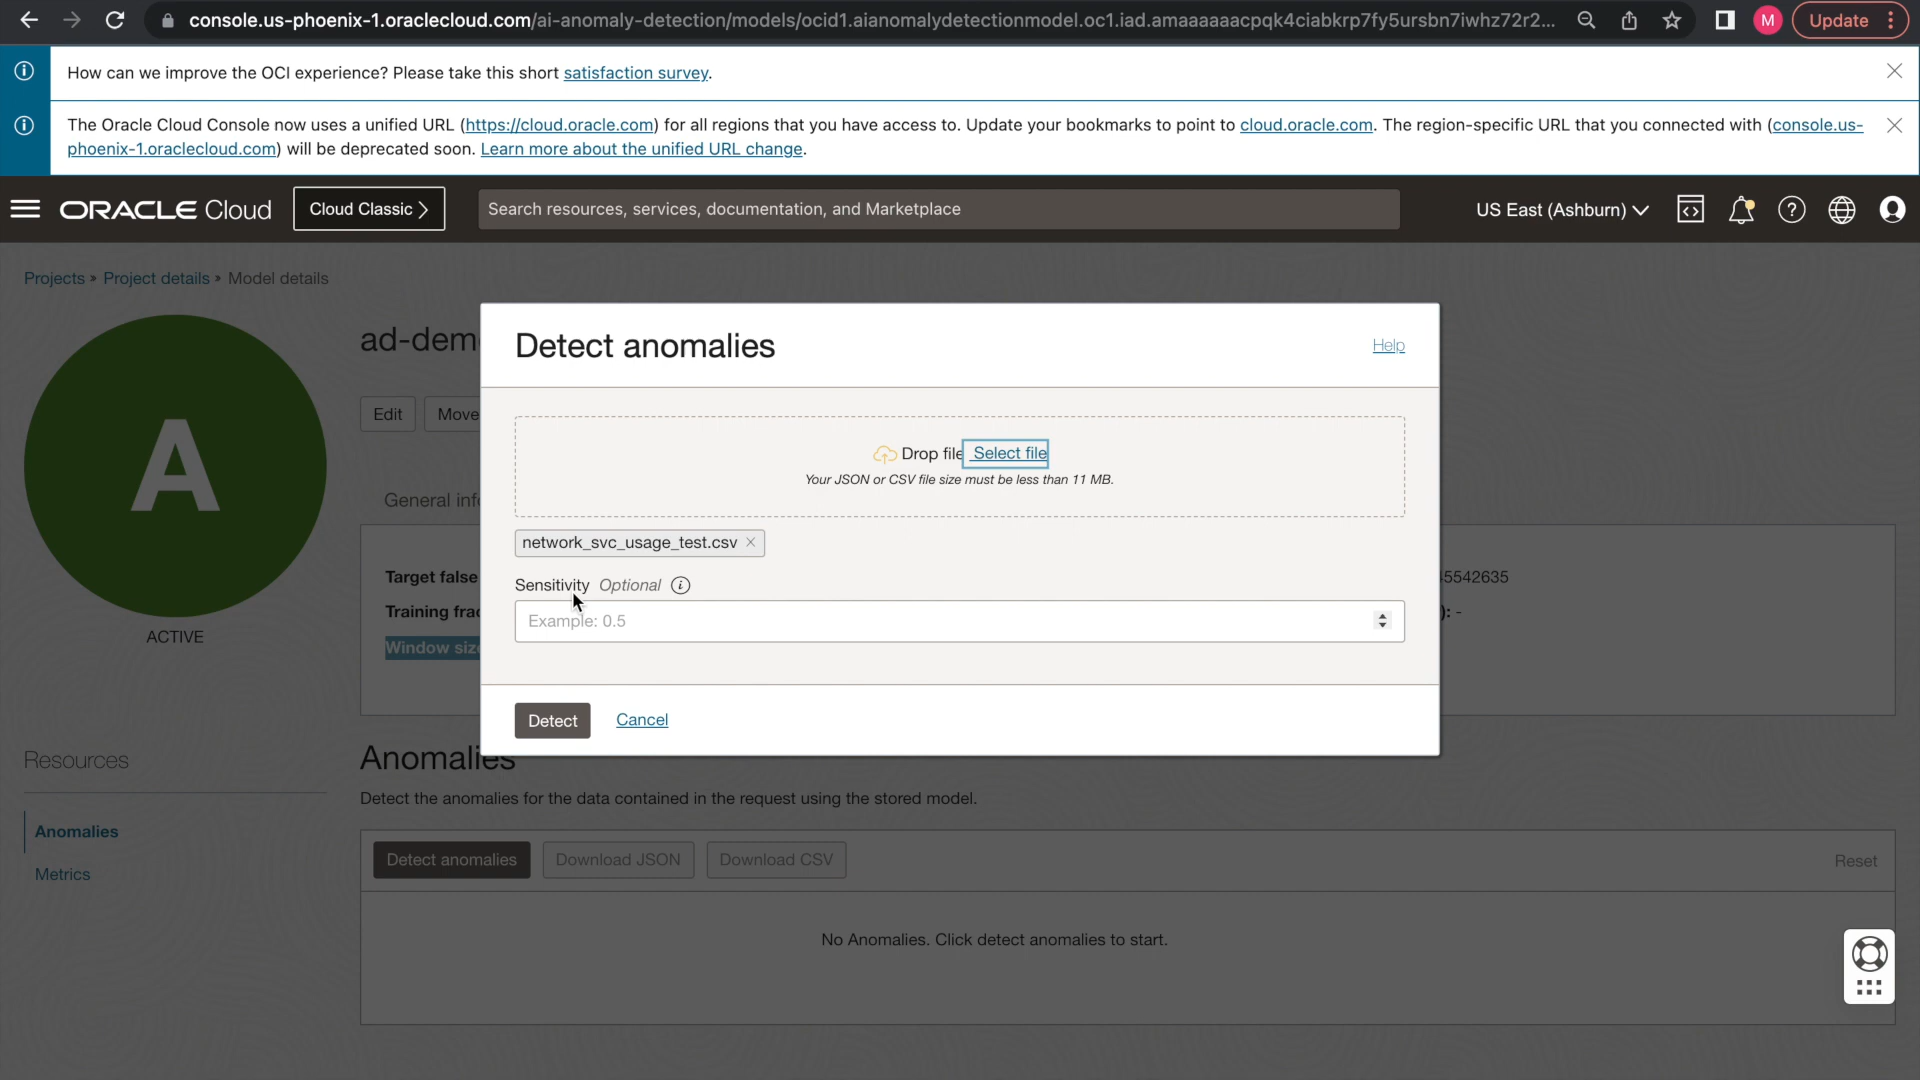 console.us-phoenix-1.oraclecloud.com/ai-anomaly-detection/models/ocid1.aianomalydetectionmodel.oc1.iad.amaaaaaacpqk4ciabkrp7fy5ursbn7iwhz72r2...
M
Update
How can we improve the OCI experience? Please take this short satisfaction survey.
The Oracle Cloud Console now uses a unified URL (https://cloud.oracle.com) for all regions that you have access to. Update your bookmarks to point to cloud.oracle.com. The region-specific URL that you connected with (console.us-
phoenix-1.oraclecloud.com) will be deprecated soon. Learn more about the unified URL change.
ORACLE Cloud
Cloud Classic >
Search resources, services, documentation, and Marketplace
US East (Ashburn)
Projects » Project details » Model details
A
ACTIVE
ad-dem
Edit
Move
General inf
Target false
5542635
Training frac
): -
Window size
Detect anomalies
Help
Drop file Select file
Your JSON or CSV file size must be less than 11 MB.
network_svc_usage_test.csv ×
Sensitivity Optional
Example: 0.5
Detect
Cancel
Resources
Anomalies
Metrics
Anomalies
Detect the anomalies for the data contained in the request using the stored model.
Detect anomalies
Download JSON
Download CSV
Reset
No Anomalies. Click detect anomalies to start.